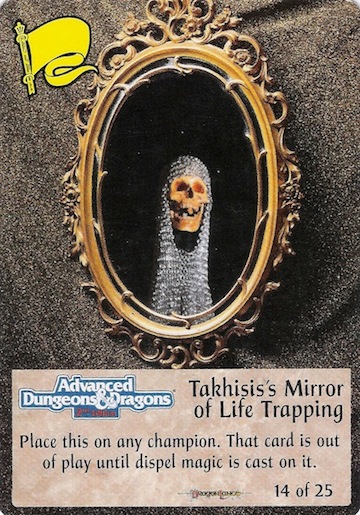 Advanced
Dungeons & Dragons
2nd Edition
Takhisis's Mirror
of Life Trapping
Place this on any champion. That card is out
of play until dispel magic is cast on it.
DragonLance
14 of 25